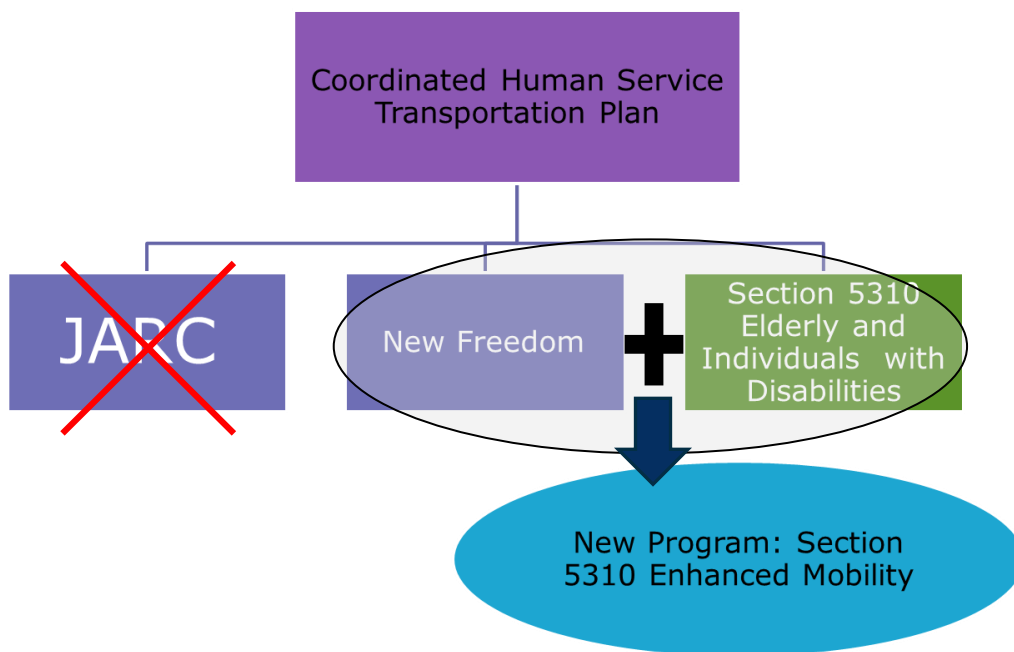 Coordinated Human Service
Transportation Plan
JARC
New Freedom
Section 5310
Elderly and
Individuals with
Disabilities
New Program: Section
5310 Enhanced Mobility